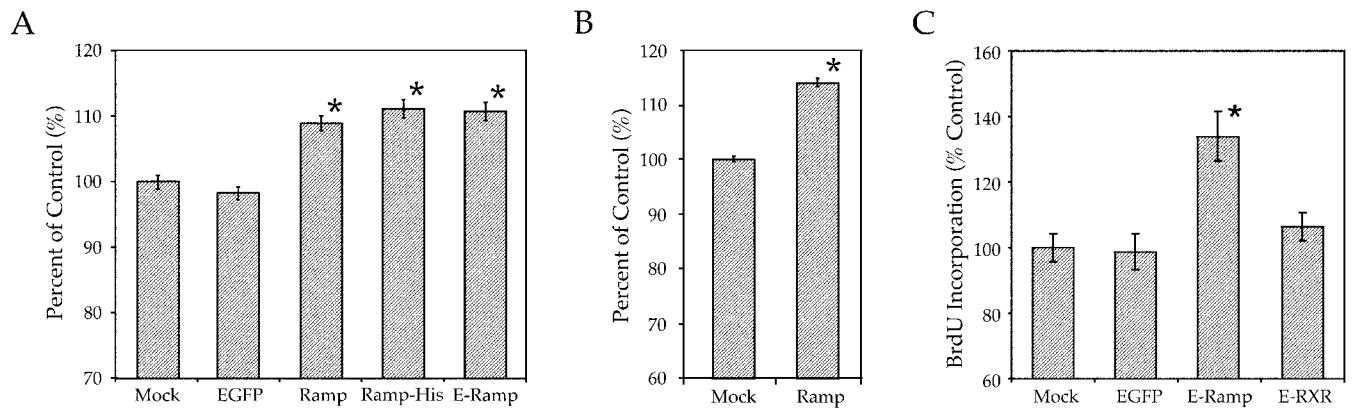 A
Percent of Control (%)
120
110
100
90
80
70
*
*
*
Mock EGFP Ramp Ramp-His E-Ramp
B
Percent of Control (%)
120
110
100
90
80
70
60
*
Mock Ramp
C
BrdU Incorporation (% Control)
160
140
120
100
80
60
*
Mock EGFP E-Ramp E-RXR